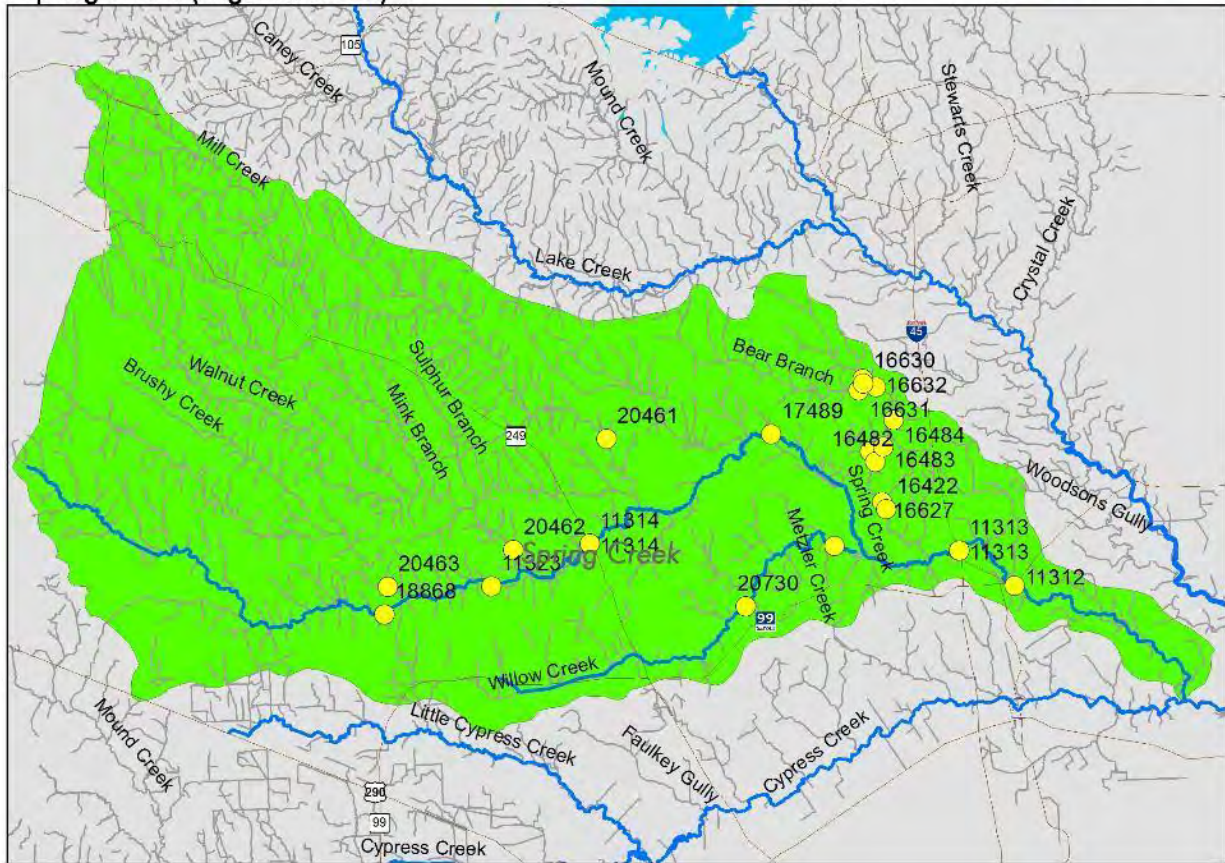 105
Caney Creek
Mound Creek
Stewarts Creek
Mill Creek
Lake Creek
Crystal Creek
45
Bear Branch
16630
16632
Walnut Creek
Brushy Creek
Sulphur Branch
Mink Branch
249
20461
17489
16631
16482
16484
16483
16422
16627
Woodsons Gully
Spring Creek
Metzler Creek
11314
11314
20462
Spring Creek
11323
20463
18868
11313
11313
11312
20730
99
Willow Creek
Little Cypress Creek
Faulkey Gully
Cypress Creek
Mound Creek
290
99
Cypress Creek